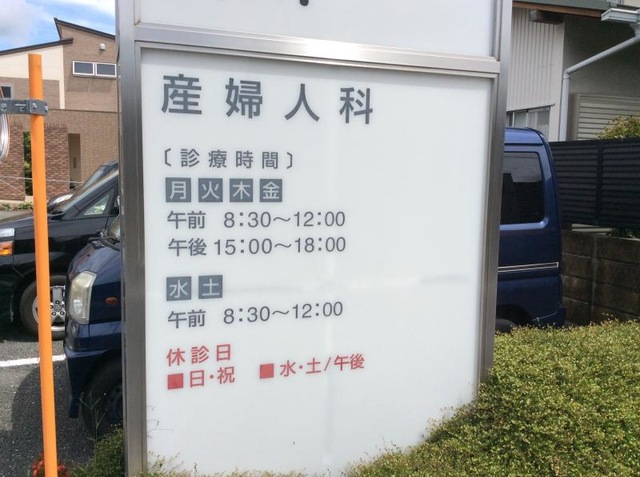 産婦人科
〔診療時間〕
月火木金
午前 8:30～12:00
午後 15:00～18:00
水土
午前 8:30～12:00
休診日
■日・祝 ■水・土/午後